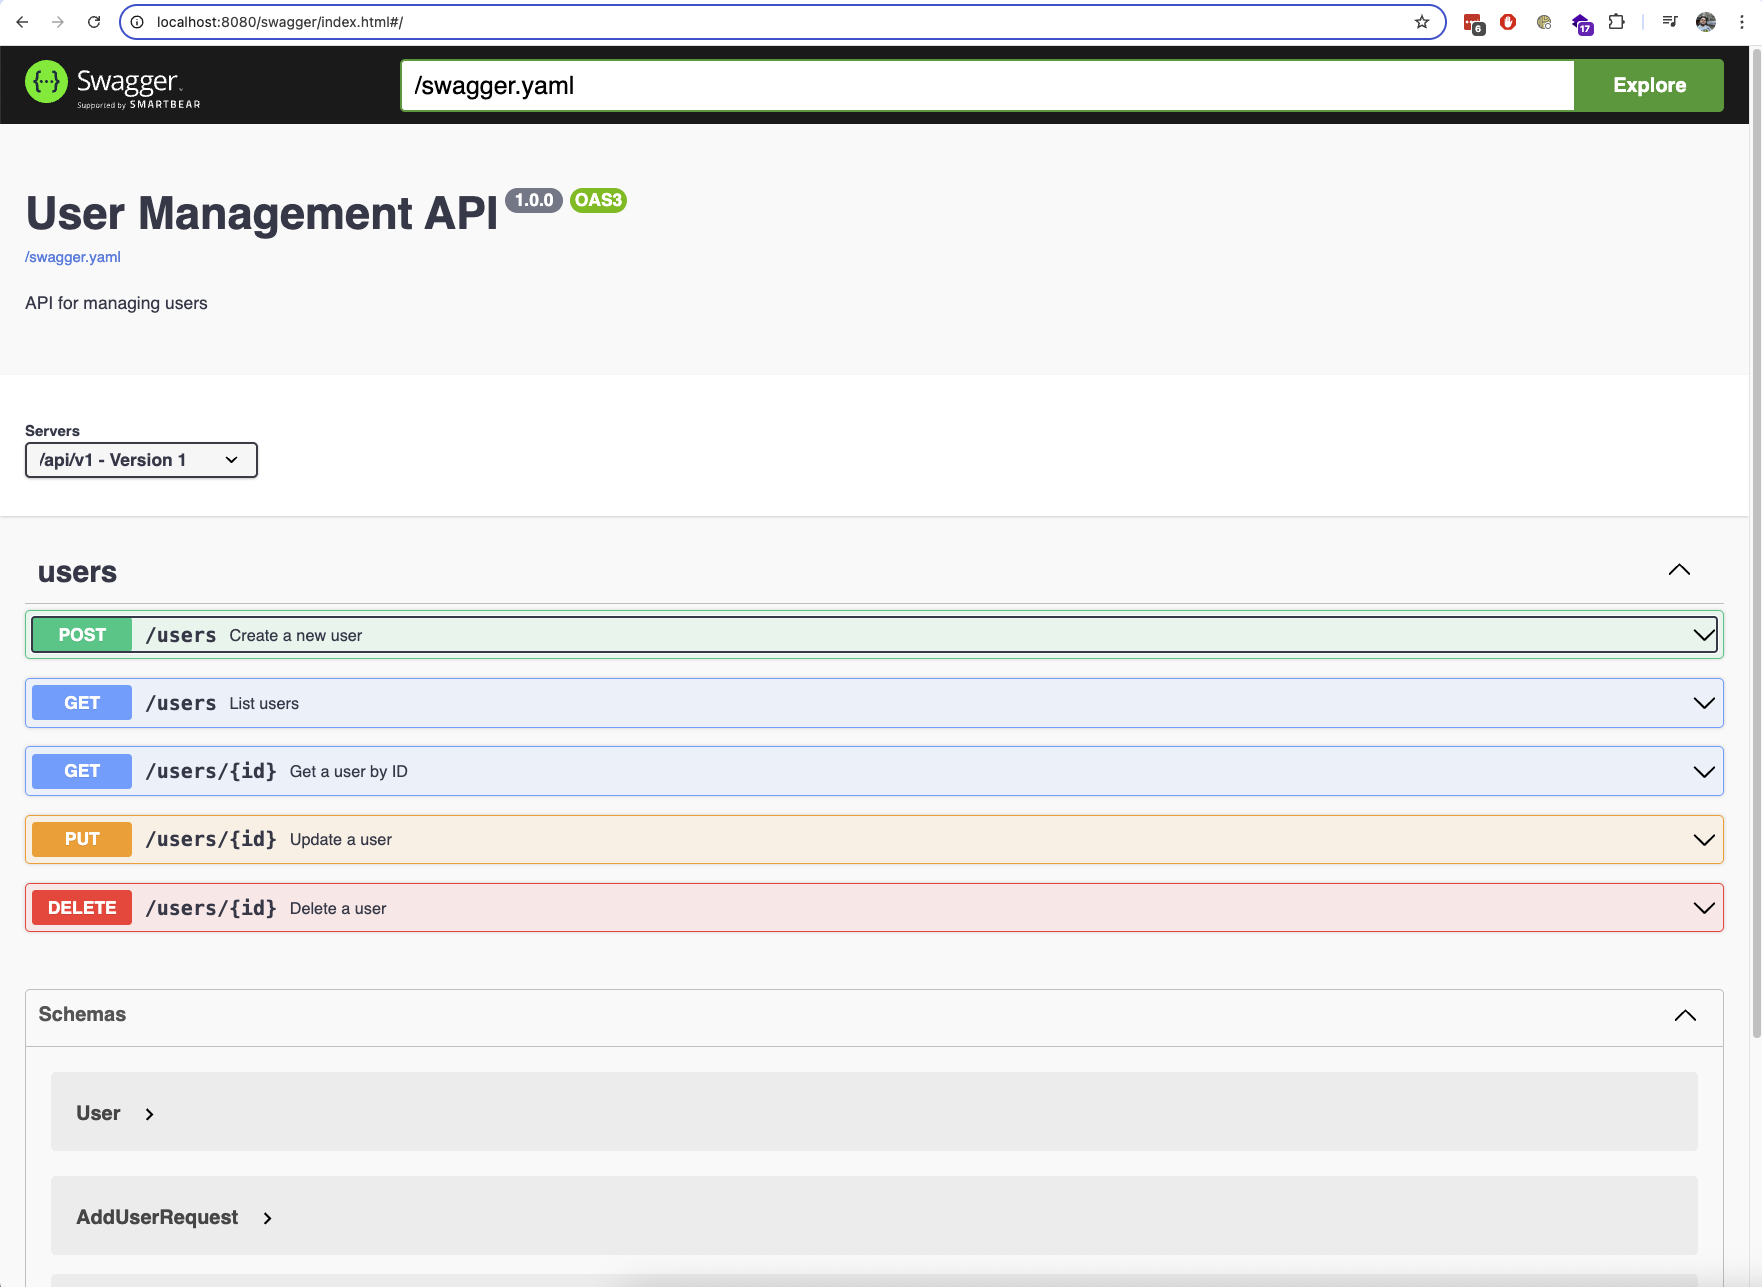 localhost:8080/swagger/index.html#/
6
17
{···} Swagger.
Supported by SMARTBEAR
/swagger.yaml
Explore
User Management API 1.0.0 OAS3
/swagger.yaml
API for managing users
Servers
/api/v1 - Version 1
users
POST /users Create a new user
GET /users List users
GET /users/{id} Get a user by ID
PUT /users/{id} Update a user
DELETE /users/{id} Delete a user
Schemas
User
AddUserRequest